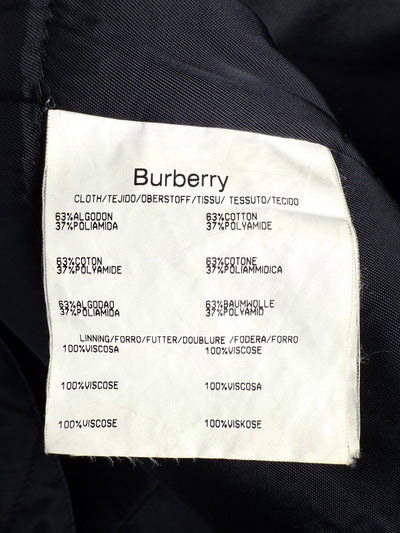 Burberry
CLOTH/TEJIDO/OBERSTOFF/TISSU/ TESSUTO/TECIDO
63%ALGODON 63%COTTON
37%POLIAMIDA 37%POLYAMIDE
63%COTON 63%COTONE
37%POLYAMIDE 37%POLIAMMIDICA
63%ALGODAO 63%BAUMWOLLE
37%POLIAMIDA 37%POLYAMID
LINNING/FORRO/FUTTER/DOUBLURE /FODERA/FORRO
100%VISCOSA 100%VISCOSE
100%VISCOSE 100%VISCOSA
100%VISCOSE 100%VISKOSE